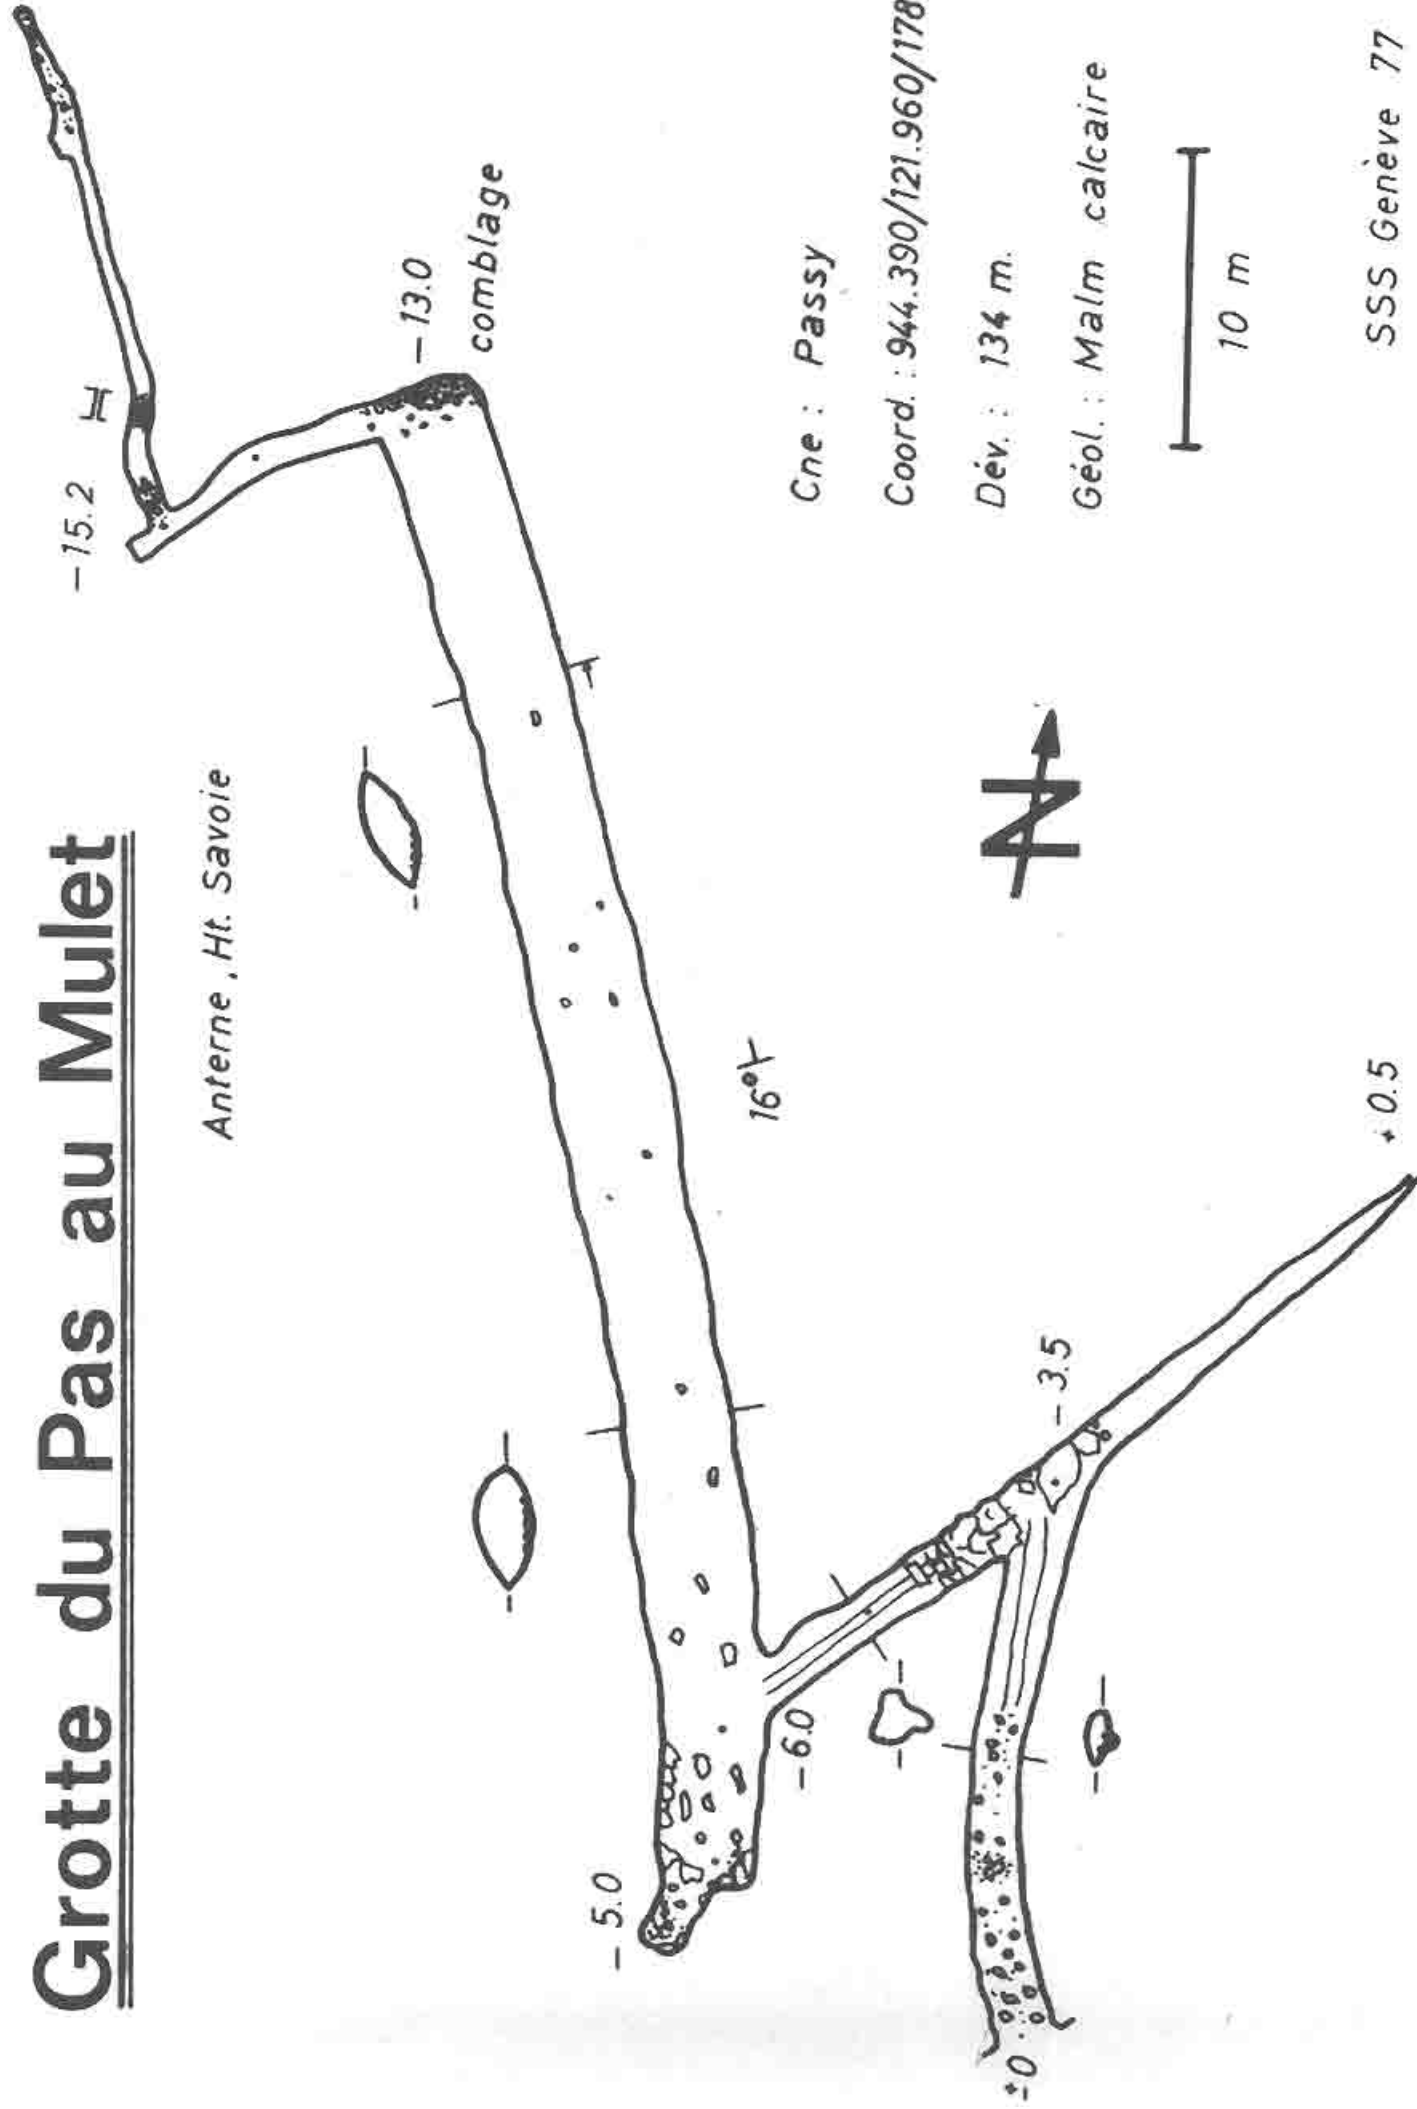 Grotte du Pas au Mulet
Anterne, Ht. Savoie
-15.2
-13.0
comblage
-5.0
16°
-6.0
-3.5
±0
+0.5
N
Cne : Passy
Coord. : 944.390/121.960/178
Dév. : 134 m.
Géol. : Malm calcaire
10 m
SSS Genève 77